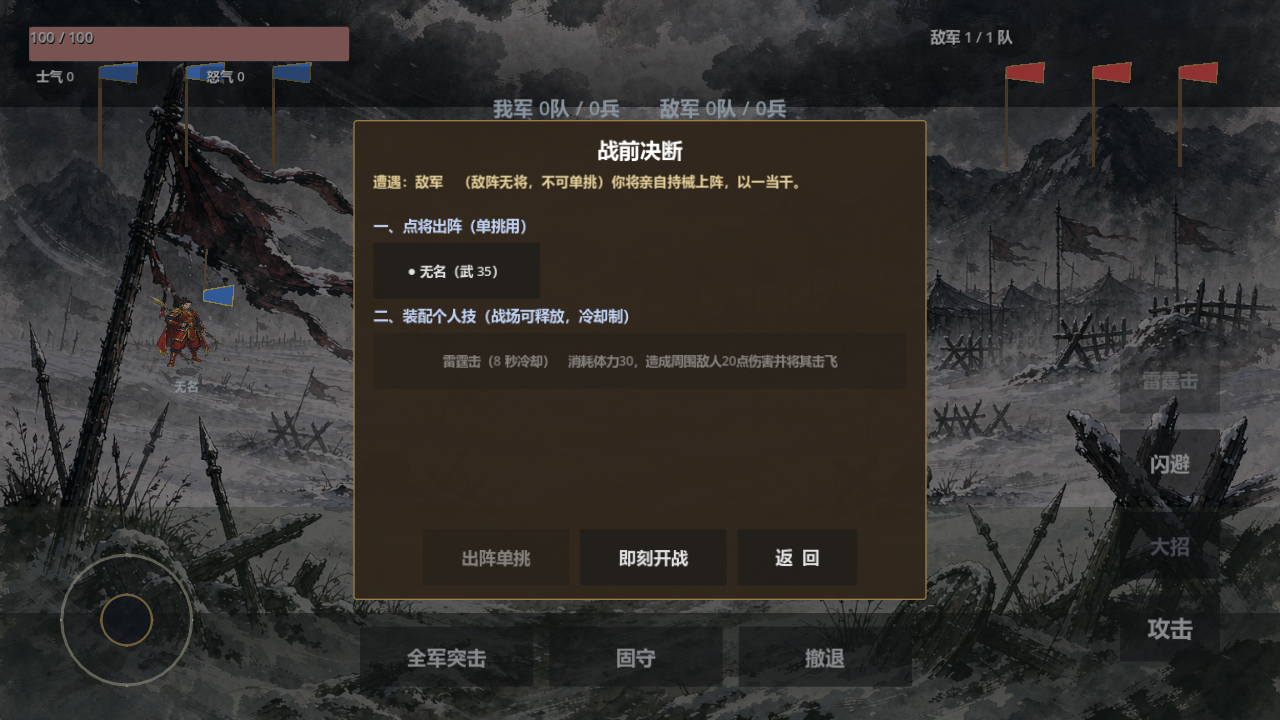 100 / 100
敌军 1 / 1 队
士气 0
怒气 0
我军 0队 / 0兵
敌军 0队 / 0兵
战前决断
遭遇：敌军 （敌阵无将，不可单挑）你将亲自持械上阵，以一当千。
一、点将出阵（单挑用）
● 无名（武 35）
二、装配个人技（战场可释放，冷却制）
雷霆击（8 秒冷却） 消耗体力30，造成周围敌人20点伤害并将其击飞
无名
雷霆击
闪避
大招
出阵单挑
即刻开战
返 回
攻击
全军突击
固守
撤退